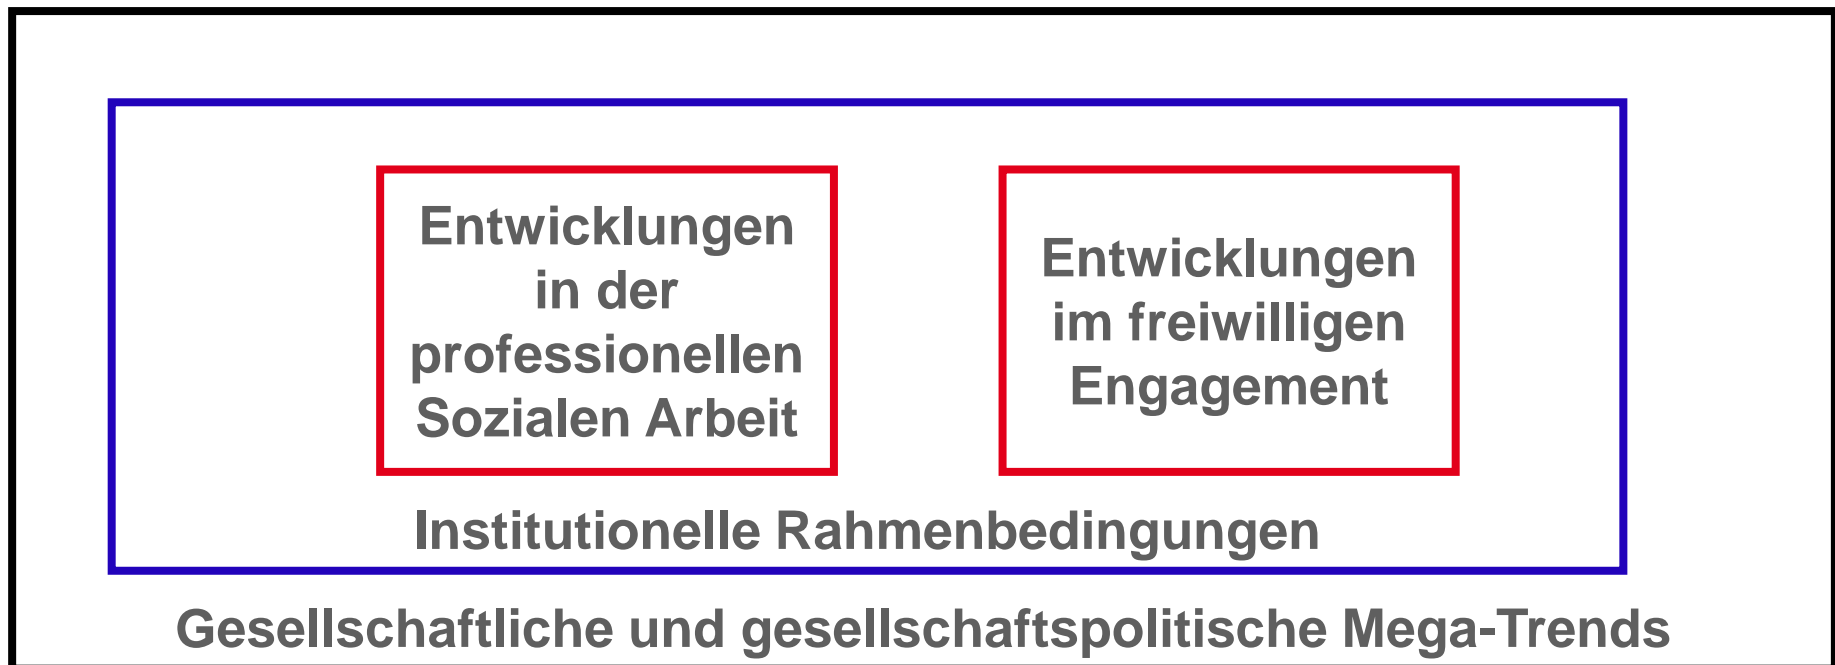 Entwicklungen
in der
professionellen
Sozialen Arbeit
Entwicklungen
im freiwilligen
Engagement
Institutionelle Rahmenbedingungen
Gesellschaftliche und gesellschaftspolitische Mega-Trends